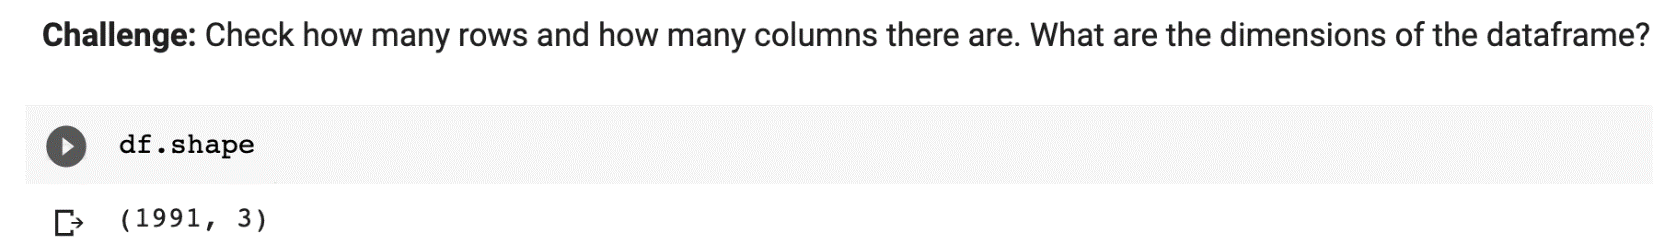 Challenge: Check how many rows and how many columns there are. What are the dimensions of the dataframe?
df.shape
(1991, 3)